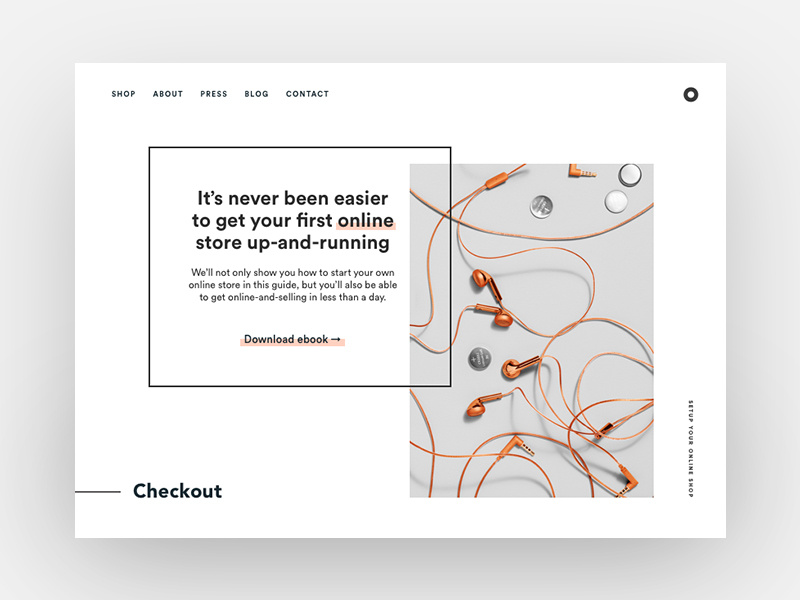 SHOP ABOUT PRESS BLOG CONTACT
It’s never been easier
to get your first online
store up-and-running
We’ll not only show you how to start your own
online store in this guide, but you’ll also be able
to get online-and-selling in less than a day.
Download ebook →
SETUP YOUR ONLINE SHOP
Checkout